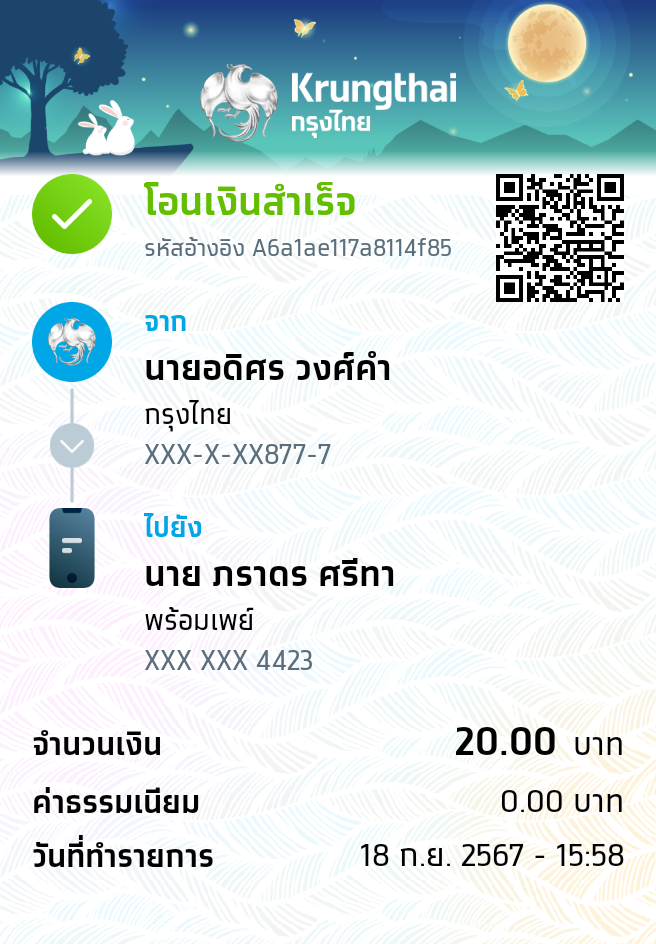 Krungthai
กรุงไทย
โอนเงินสำเร็จ
รหัสอ้างอิง A6a1ae117a8114f85
จาก
นายอดิศร วงศ์คำ
กรุงไทย
XXX-X-XX877-7
ไปยัง
นาย ภราดร ศรีทา
พร้อมเพย์
XXX XXX 4423
จำนวนเงิน 20.00 บาท
ค่าธรรมเนียม 0.00 บาท
วันที่ทำรายการ 18 ก.ย. 2567 - 15:58